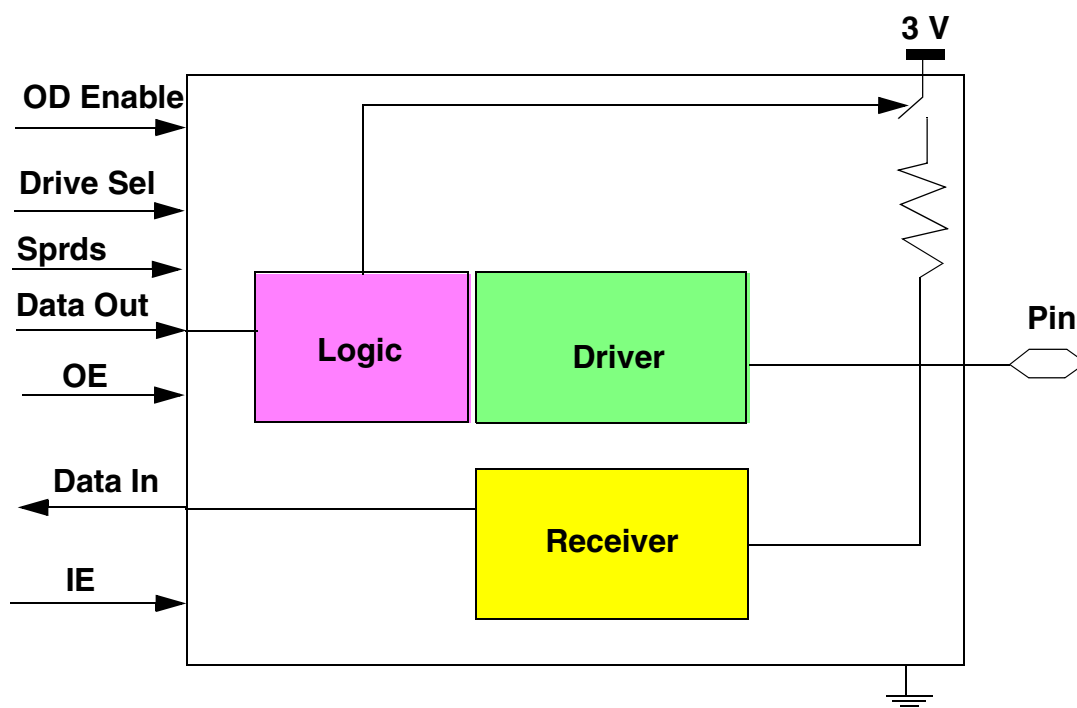 3 V
OD Enable
Drive Sel
Sprds
Data Out
OE
Logic
Driver
Pin
Data In
Receiver
IE